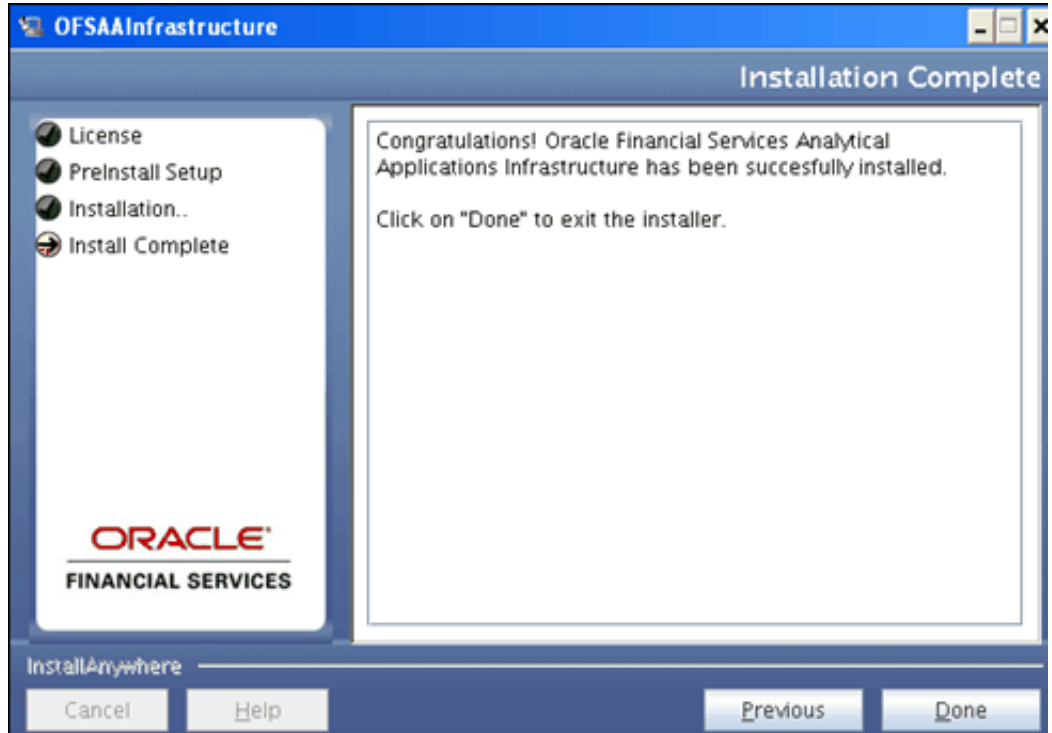 OFSAAInfrastructure
Installation Complete
License
PreInstall Setup
Installation..
Install Complete
ORACLE
FINANCIAL SERVICES
Congratulations! Oracle Financial Services Analytical
Applications Infrastructure has been succesfully installed.
Click on "Done" to exit the installer.
InstallAnywhere
Cancel
Help
Previous
Done